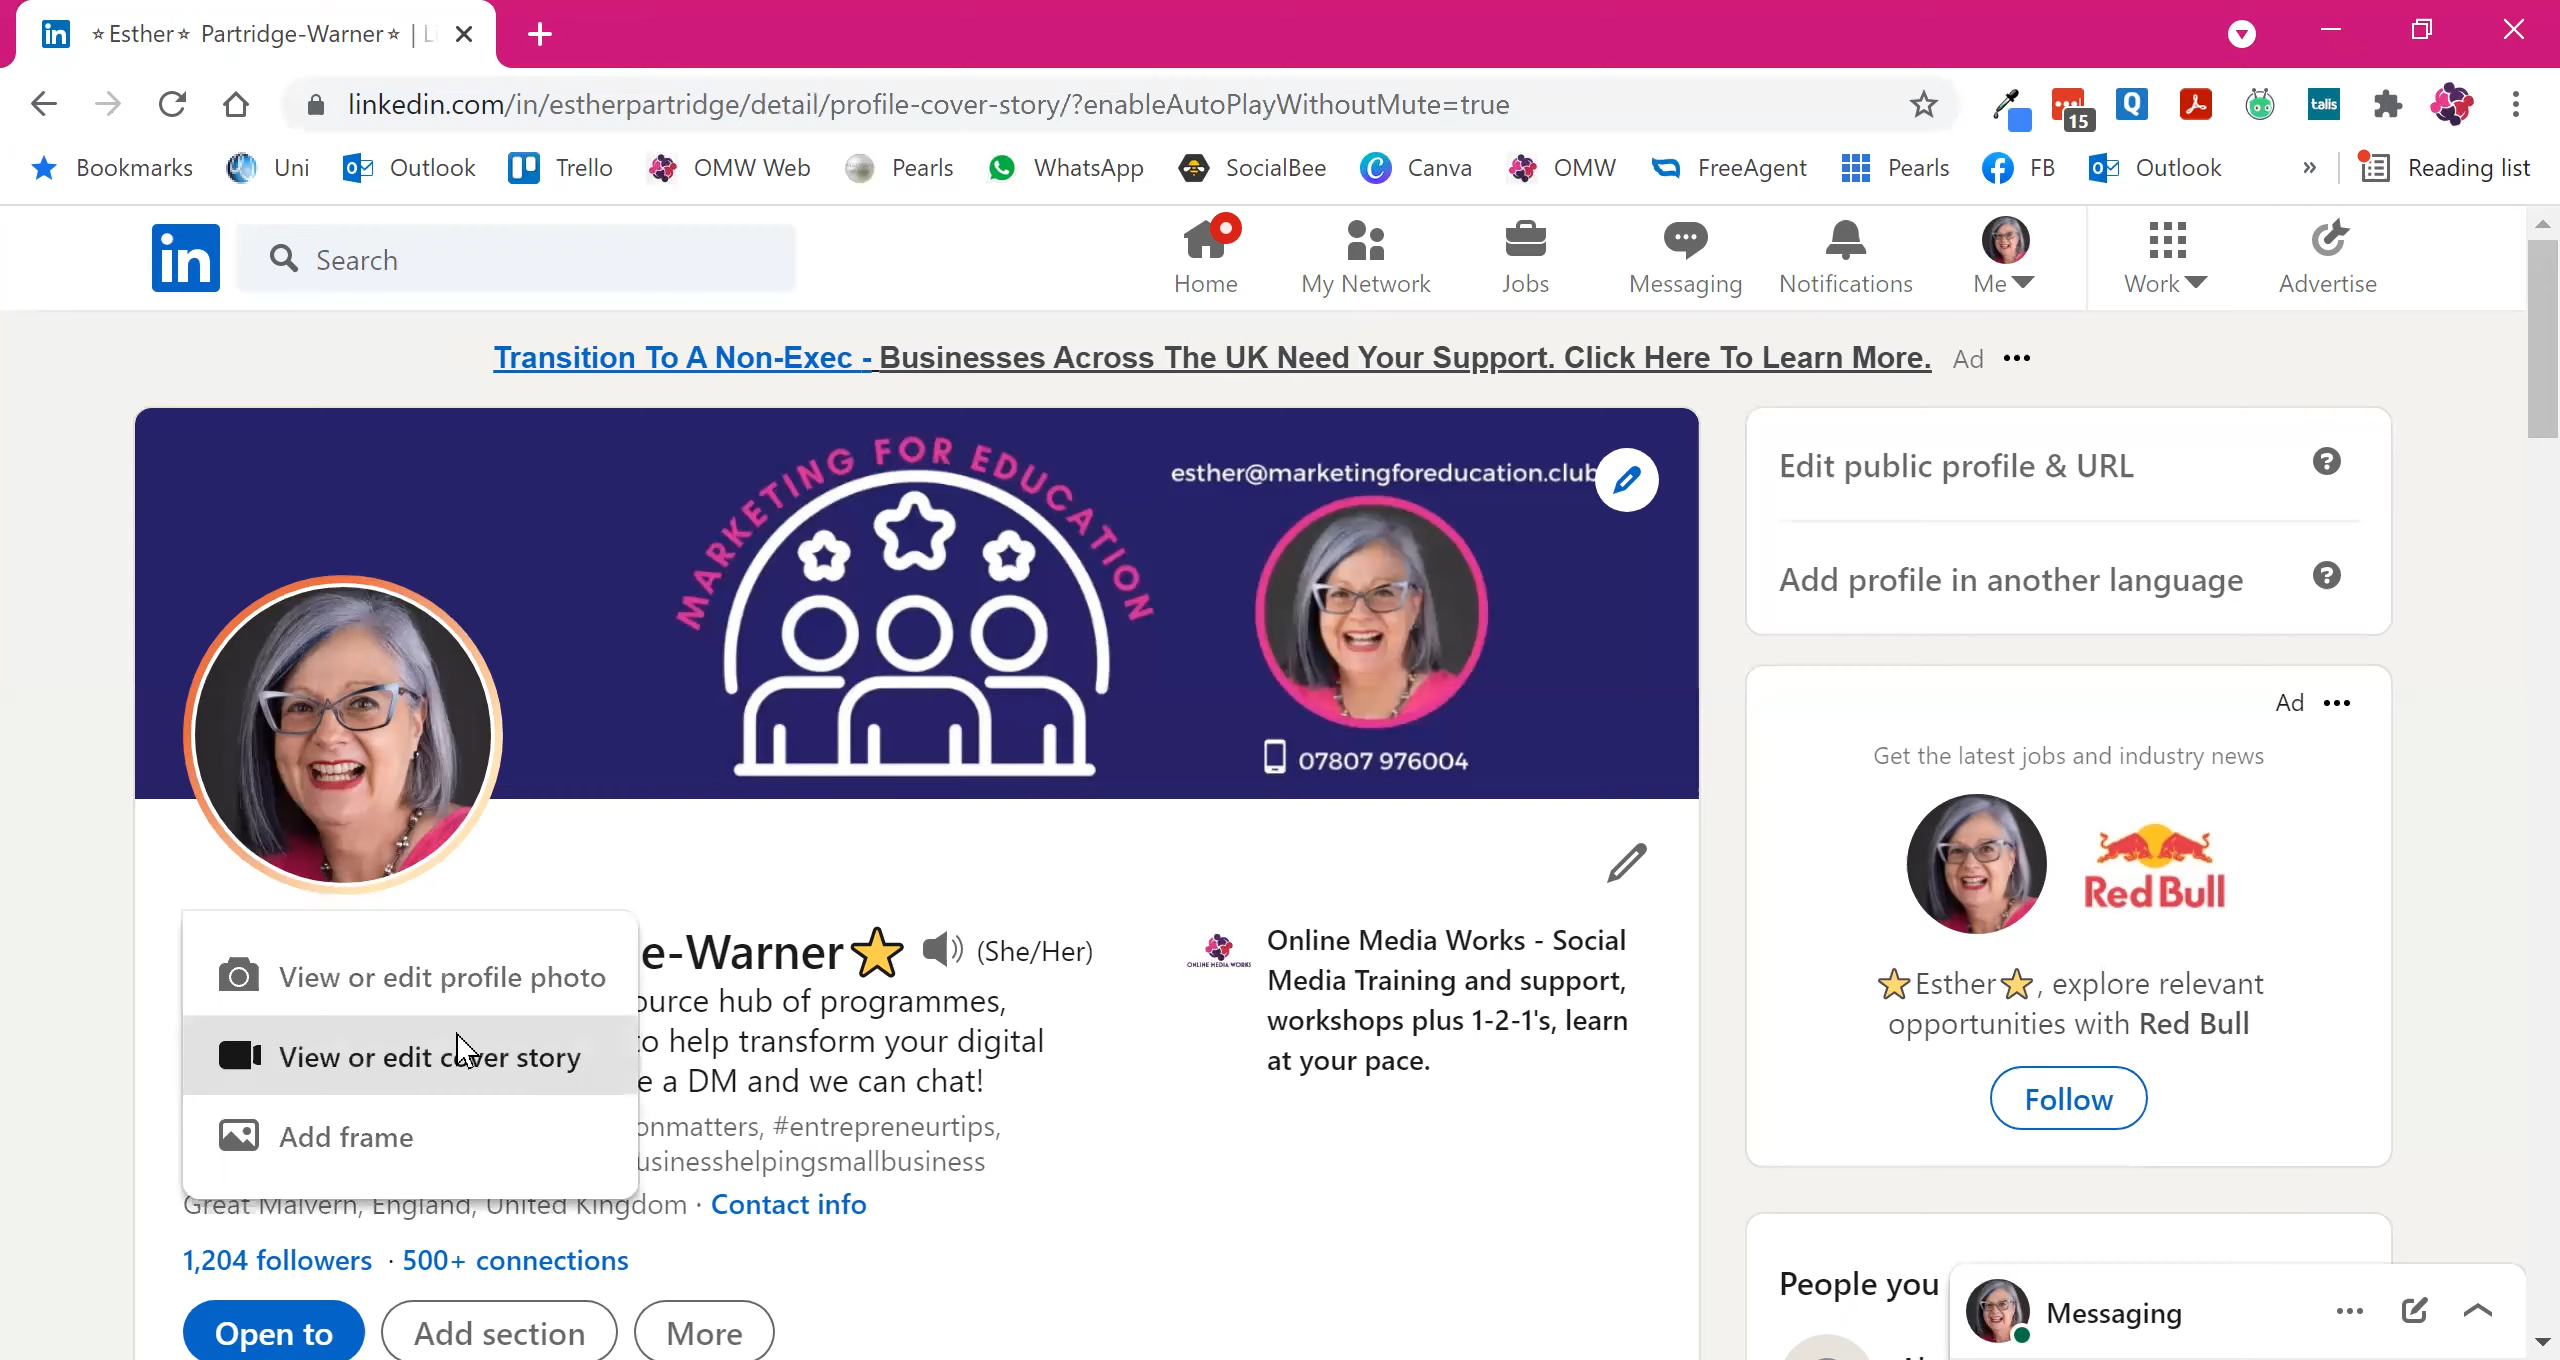 ⭐Esther⭐ Partridge-Warner⭐ |
linkedin.com/in/estherpartridge/detail/profile-cover-story/?enableAutoPlayWithoutMute=true
15
talis
Bookmarks
Uni
Outlook
Trello
OMW Web
Pearls
WhatsApp
SocialBee
Canva
OMW
FreeAgent
Pearls
FB
Outlook
»
Reading list
in
Search
Home
My Network
Jobs
Messaging
Notifications
Me
Work
Advertise
Transition To A Non-Exec - Businesses Across The UK Need Your Support. Click Here To Learn More.
Ad
MARKETING FOR EDUCATION
esther@marketingforeducation.club
07807 976004
View or edit profile photo
View or edit cover story
Add frame
e-Warner⭐ (She/Her)
ource hub of programmes,
to help transform your digital
e a DM and we can chat!
onmatters, #entrepreneurtips,
usinesshelpingsmallbusiness
Great Malvern, England, United Kingdom · Contact info
1,204 followers · 500+ connections
Open to
Add section
More
ONLINE MEDIA WORKS
Online Media Works - Social
Media Training and support,
workshops plus 1-2-1's, learn
at your pace.
Edit public profile & URL
Add profile in another language
Ad
Get the latest jobs and industry news
Red Bull
⭐Esther⭐, explore relevant
opportunities with Red Bull
Follow
People you
Messaging